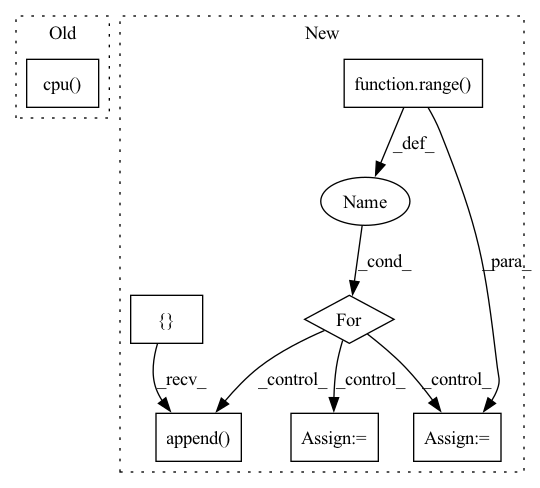 Old
New
cpu()
function.range()
_def_
Name
_cond_
_para_
{}
For
_recv_
_control_
_control_
_control_
append()
Assign:=
Assign:=